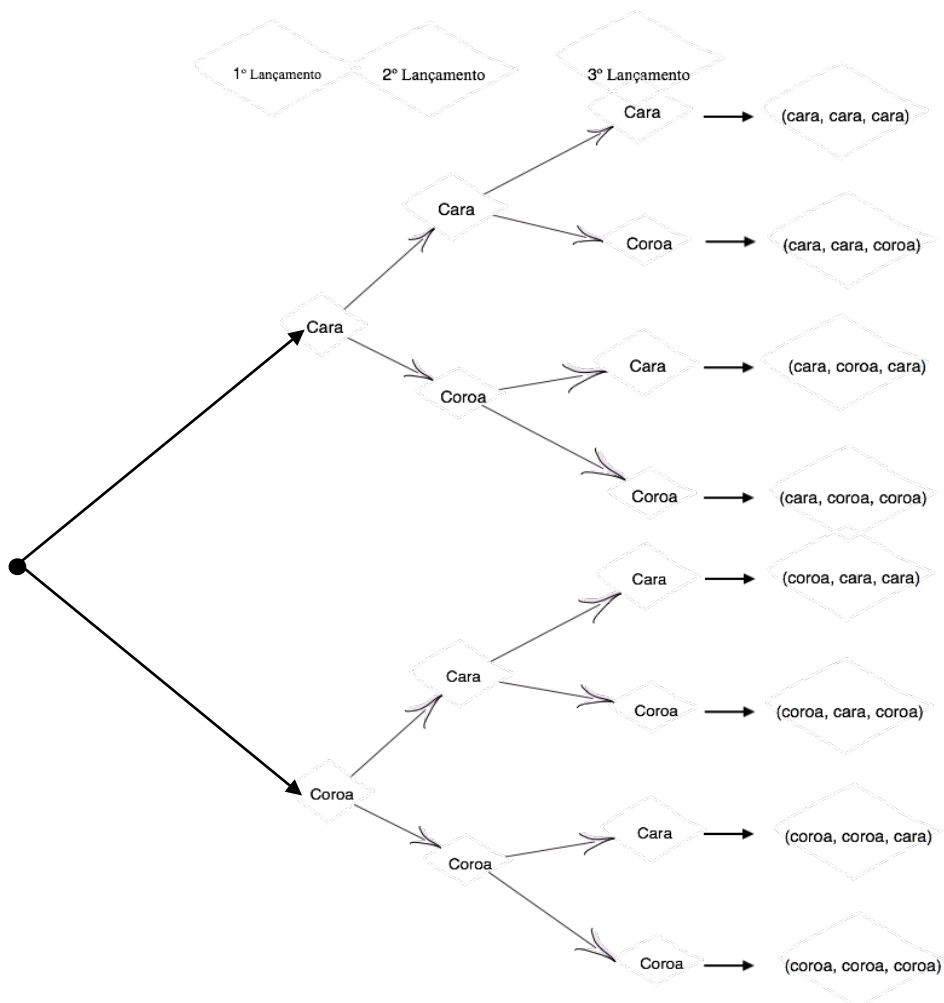 1º Lançamento
2º Lançamento
3º Lançamento
Cara
(cara, cara, cara)
Cara
Coroa
(cara, cara, coroa)
Cara
Cara
(cara, coroa, cara)
Coroa
Coroa
(cara, coroa, coroa)
Cara
(coroa, cara, cara)
Cara
Coroa
(coroa, cara, coroa)
Coroa
Cara
(coroa, coroa, cara)
Coroa
Coroa
(coroa, coroa, coroa)